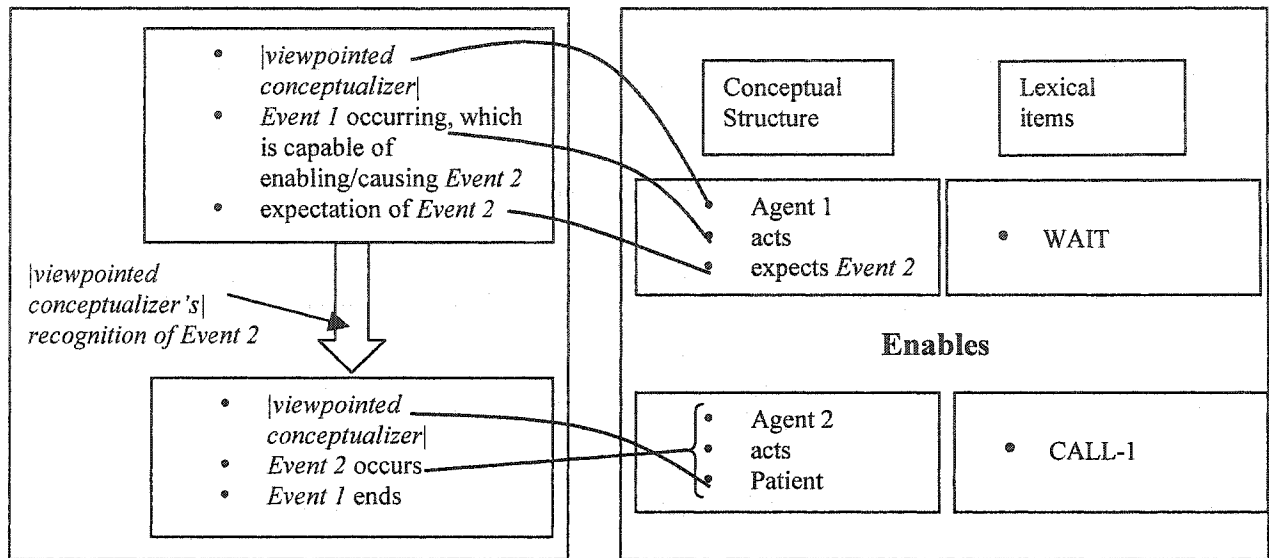 • |viewpointed
conceptualizer|
• Event 1 occurring, which
is capable of
enabling/causing Event 2
• expectation of Event 2
|viewpointed
conceptualizer's|
recognition of Event 2
• |viewpointed
conceptualizer|
• Event 2 occurs
• Event 1 ends
Conceptual
Structure
Lexical
items
• Agent 1
• acts
• expects Event 2
• WAIT
Enables
• Agent 2
• acts
• Patient
• CALL-1